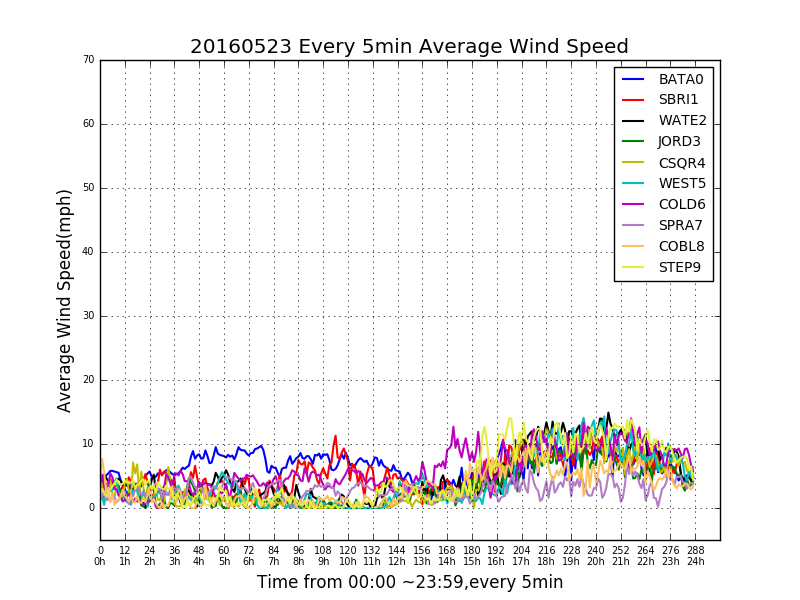 20160523 Every 5min Average Wind Speed
70
60
50
40
30
20
10
0
Average Wind Speed(mph)
BATA0
SBRI1
WATE2
JORD3
CSQR4
WEST5
COLD6
SPRA7
COBL8
STEP9
0 12 24 36 48 60 72 84 96 108 120 132 144 156 168 180 192 204 216 228 240 252 264 276 288
0h 1h 2h 3h 4h 5h 6h 7h 8h 9h 10h 11h 12h 13h 14h 15h 16h 17h 18h 19h 20h 21h 22h 23h 24h
Time from 00:00 ~23:59,every 5min